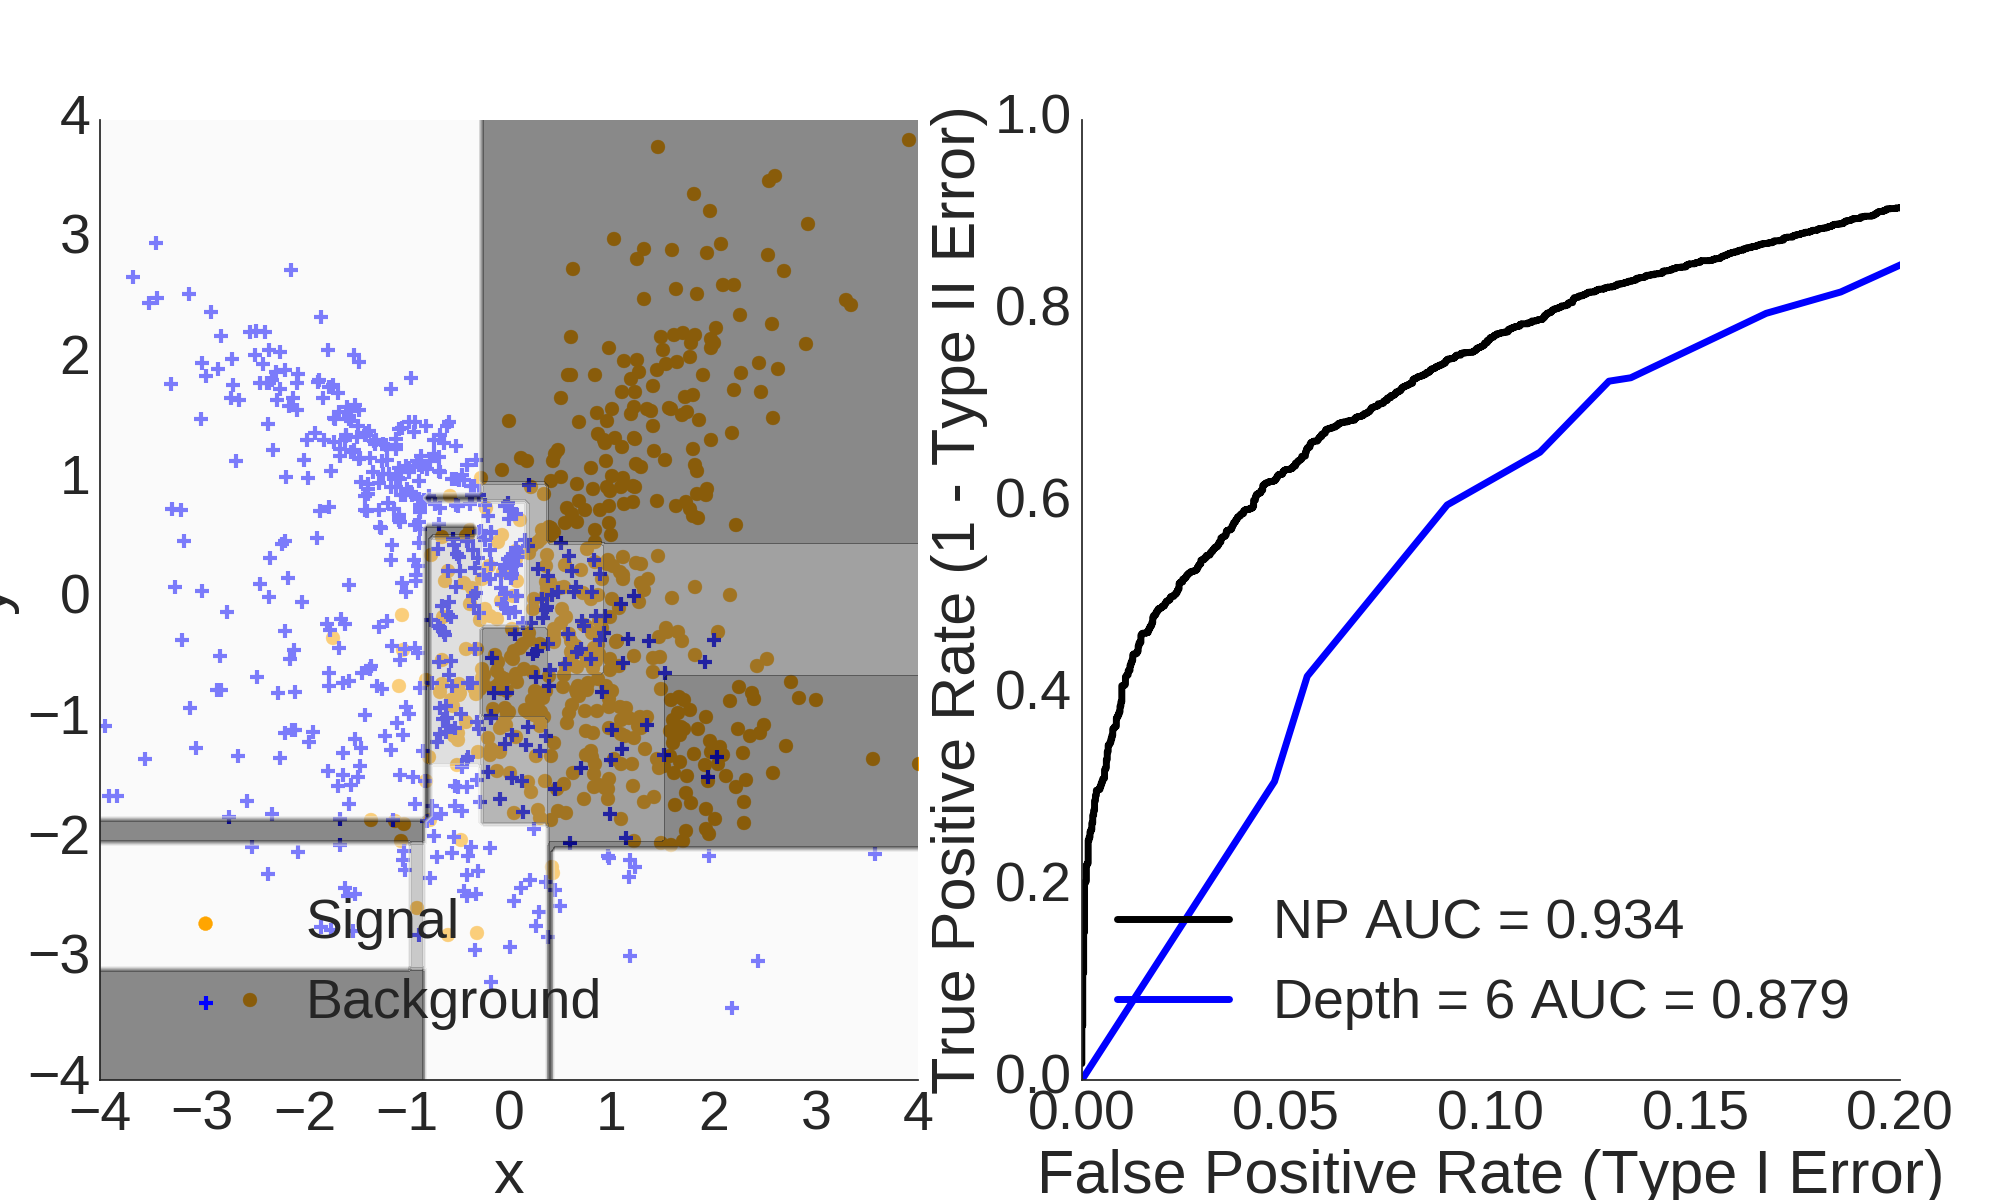 4
3
2
1
0
−1
−2
−3
−4
y
−4 −3 −2 −1 0 1 2 3 4
x
Signal
Background
True Positive Rate (1 - Type II Error)
1.0
0.8
0.6
0.4
0.2
0.0
0.00 0.05 0.10 0.15 0.20
False Positive Rate (Type I Error)
NP AUC = 0.934
Depth = 6 AUC = 0.879